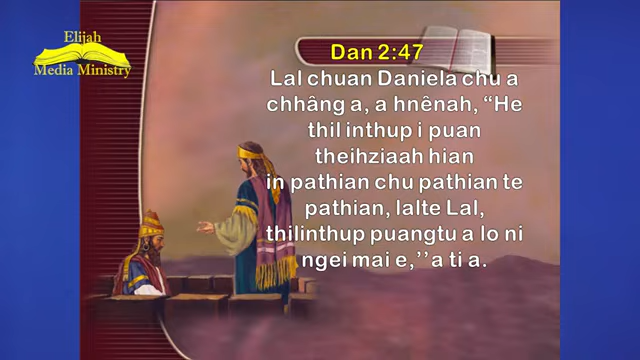 Elijah
Media Ministry
Dan 2:47
Lal chuan Daniela chu a
chhâng a, a hnênah, “He
thil inthup i puan
theihziaah hian
in pathian chu pathian te
pathian, lalte Lal,
thilinthup puangtu a lo ni
ngei mai e,’’a ti a.